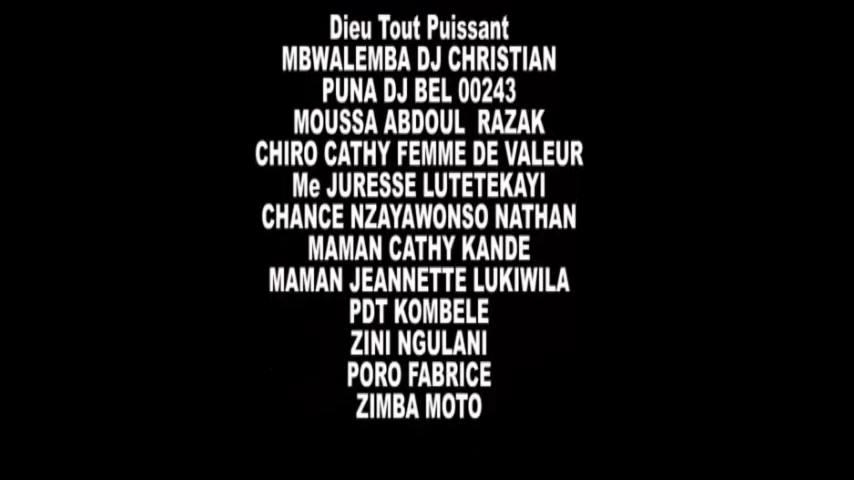 Dieu Tout Puissant
MBWALEMBA DJ CHRISTIAN
PUNA DJ BEL 00243
MOUSSA ABDOUL RAZAK
CHIRO CATHY FEMME DE VALEUR
Me JURESSE LUTETEKAYI
CHANCE NZAYAWONSO NATHAN
MAMAN CATHY KANDE
MAMAN JEANNETTE LUKIWILA
PDT KOMBELE
ZINI NGULANI
PORO FABRICE
ZIMBA MOTO